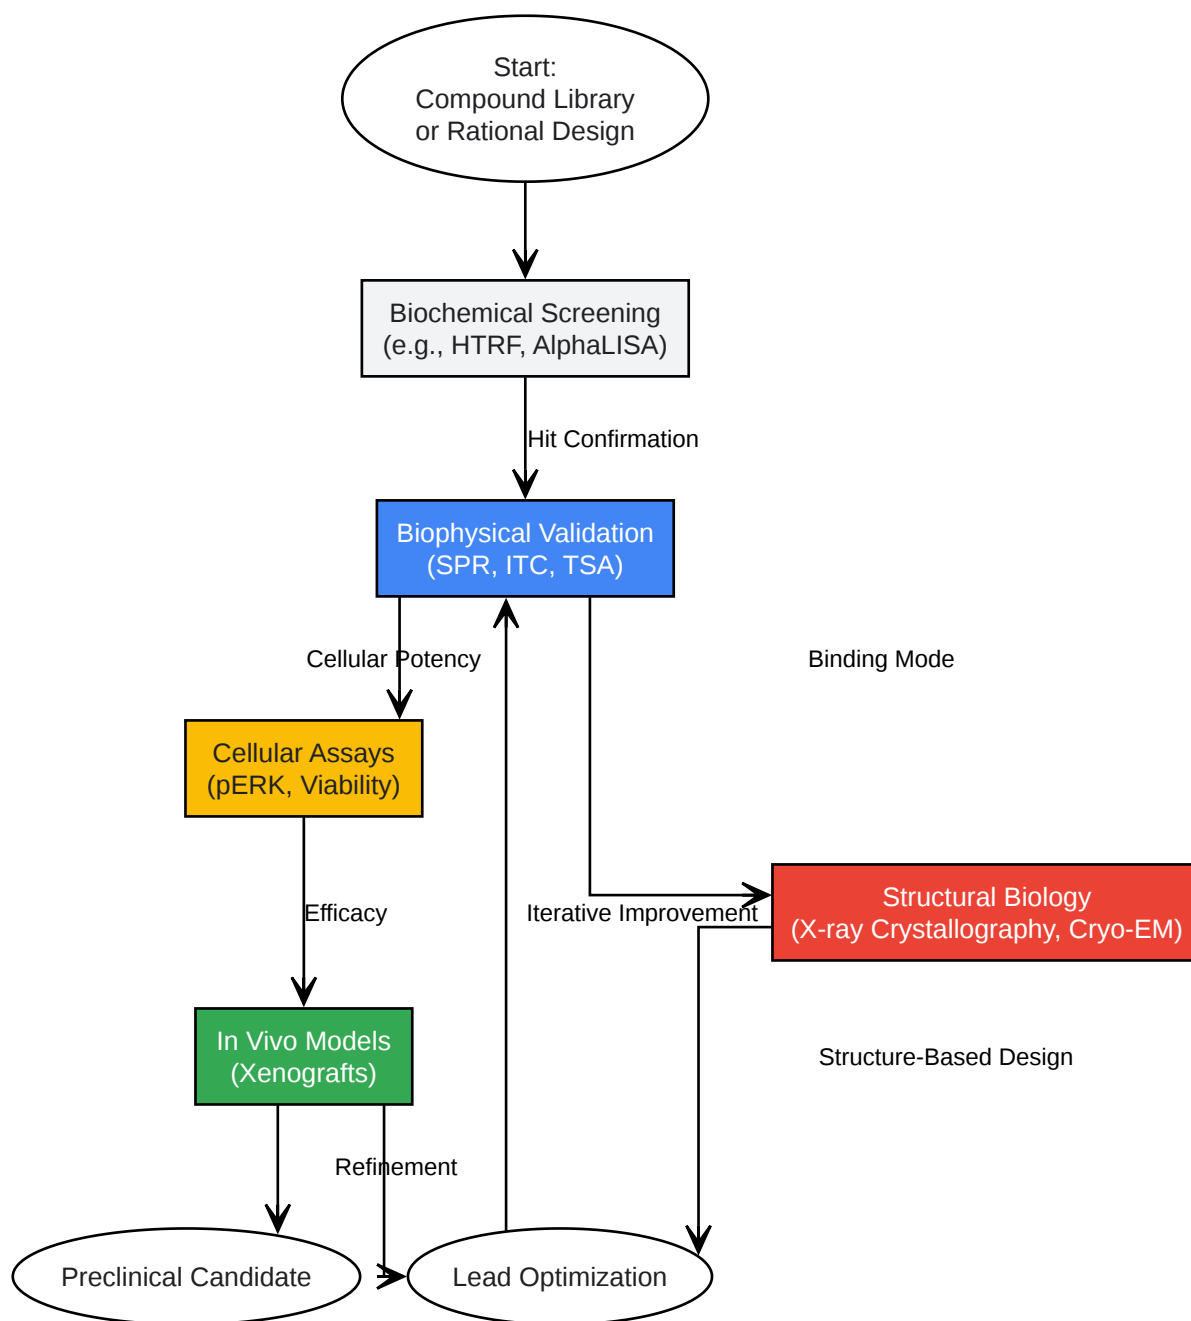 Start:
Compound Library
or Rational Design
Biochemical Screening
(e.g., HTRF, AlphaLISA)
Hit Confirmation
Biophysical Validation
(SPR, ITC, TSA)
Cellular Potency
Binding Mode
Cellular Assays
(pERK, Viability)
Efficacy
Iterative Improvement
Structural Biology
(X-ray Crystallography, Cryo-EM)
In Vivo Models
(Xenografts)
Structure-Based Design
Refinement
Preclinical Candidate
Lead Optimization